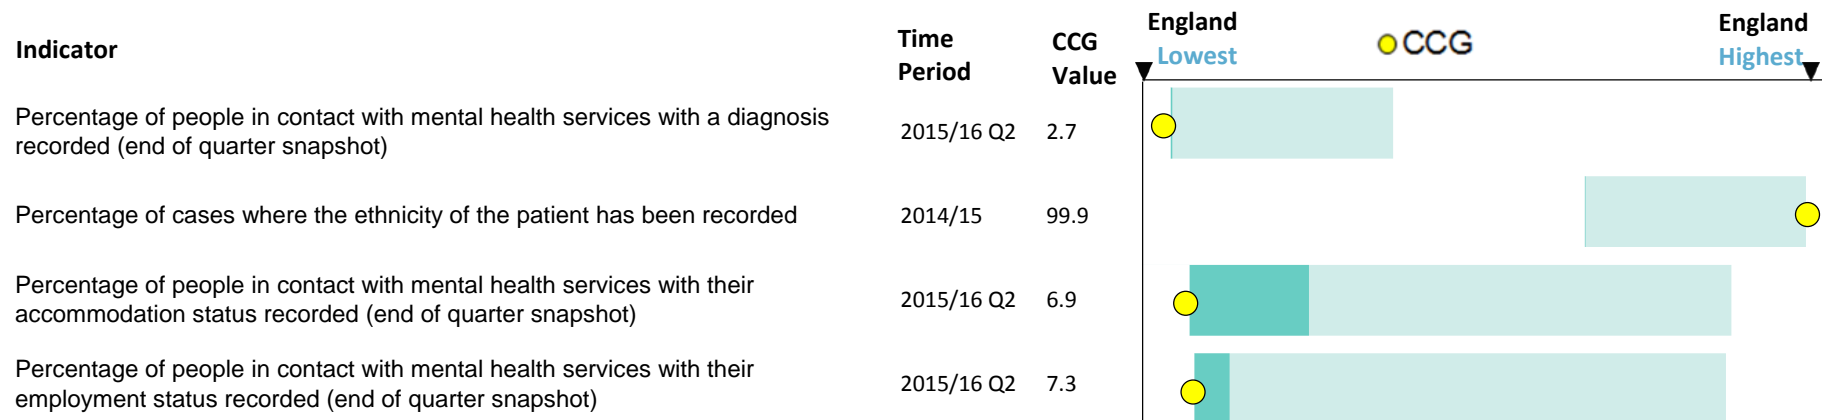 Indicator
Time
Period
CCG
Value
England
Lowest
CCG
England
Highest
Percentage of people in contact with mental health services with a diagnosis
recorded (end of quarter snapshot)
2015/16 Q2
2.7
Percentage of cases where the ethnicity of the patient has been recorded
2014/15
99.9
Percentage of people in contact with mental health services with their
accommodation status recorded (end of quarter snapshot)
2015/16 Q2
6.9
Percentage of people in contact with mental health services with their
employment status recorded (end of quarter snapshot)
2015/16 Q2
7.3